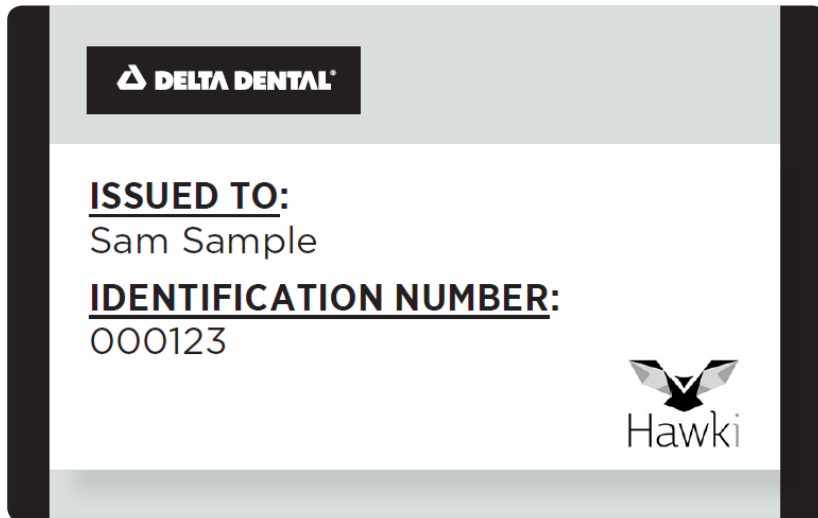 DELTA DENTAL®
ISSUED TO:
Sam Sample
IDENTIFICATION NUMBER:
000123
Hawki